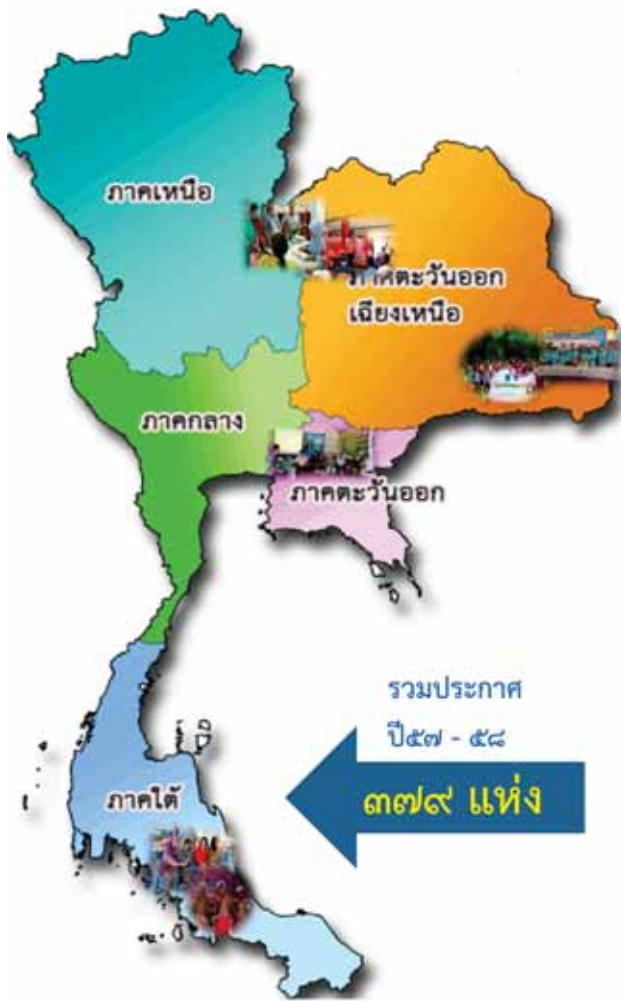 ภาคเหนือ
ภาคตะวันออก
เฉียงเหนือ
ภาคกลาง
ภาคตะวันออก
รวมประกาศ
ปี๕๗ - ๕๘
๓๗๙ แห่ง
ภาคใต้